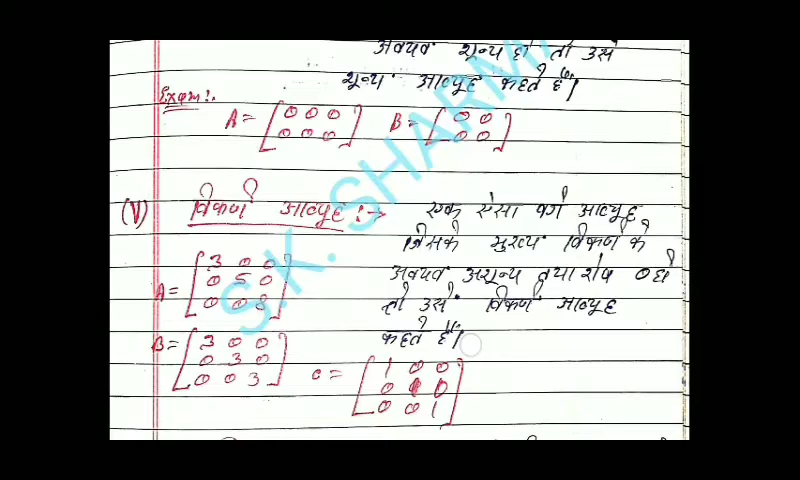 अवयव शून्य हो तो उसे
शून्य आव्यूह कहते हैं।
Exam:-
A = [0 0 0
0 0 0] B = [0 0
0 0]
(V) विकर्ण आव्यूह :→ एक ऐसा वर्ग आव्यूह
जिसके मुख्य विकर्ण के
अवयव अशून्य तथा शेष 0 हो
तो उसे विकर्ण आव्यूह
कहते हैं।
A = [3 0 0
0 5 0
0 0 8]
B = [3 0 0
0 3 0
0 0 3]
C = [1 0 0
0 1 0
0 0 1]
S.K. SHARMA